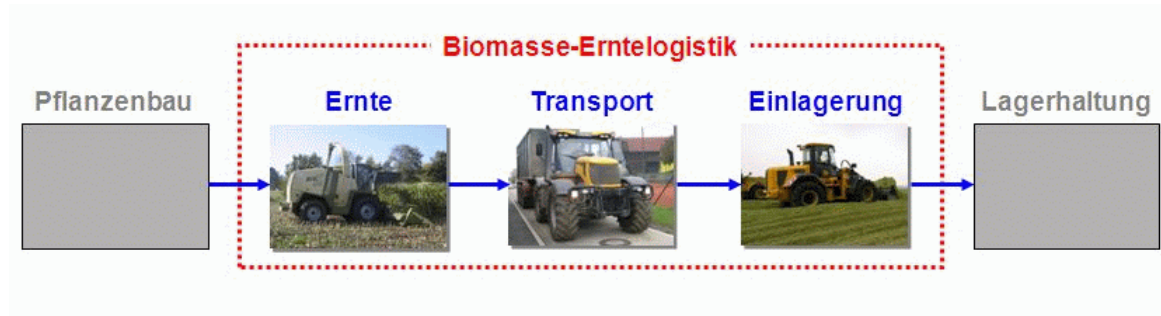 Biomasse-Erntelogistik
Pflanzenbau
Ernte
Transport
Einlagerung
Lagerhaltung